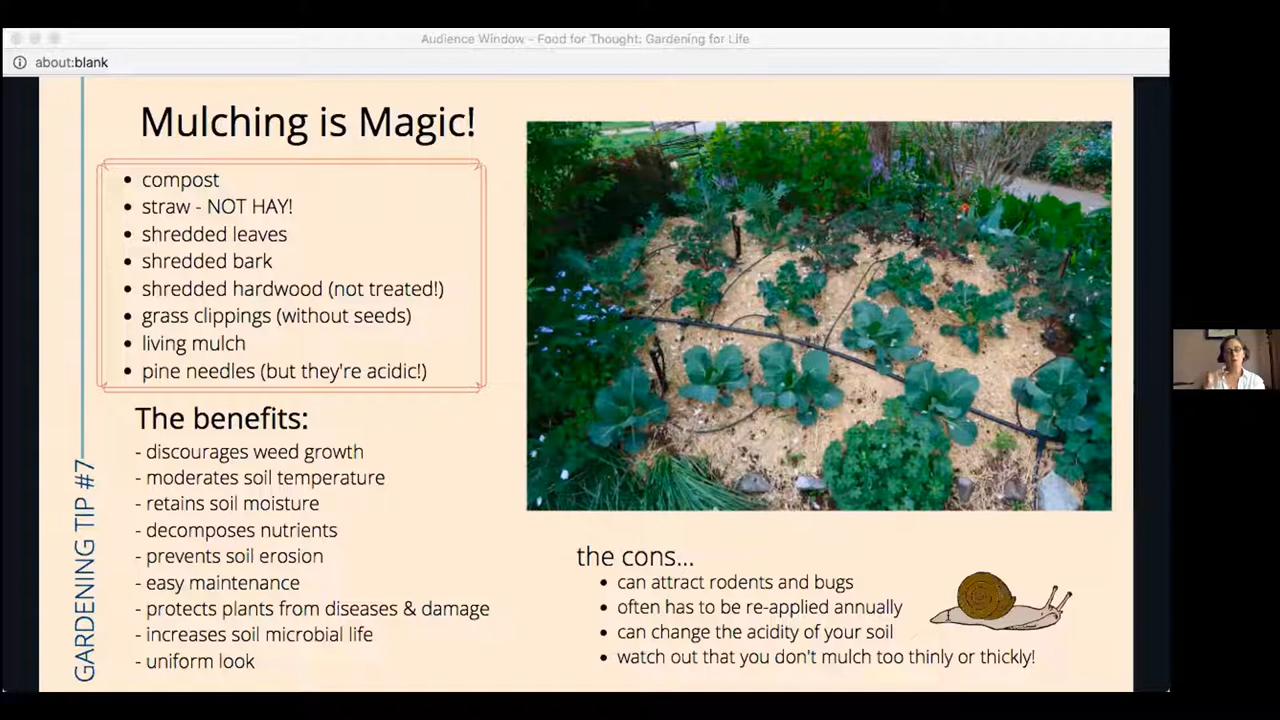 Audience Window - Food for Thought: Gardening for Life
about:blank
Mulching is Magic!
• compost
• straw - NOT HAY!
• shredded leaves
• shredded bark
• shredded hardwood (not treated!)
• grass clippings (without seeds)
• living mulch
• pine needles (but they're acidic!)
The benefits:
- discourages weed growth
- moderates soil temperature
- retains soil moisture
- decomposes nutrients
- prevents soil erosion
- easy maintenance
- protects plants from diseases & damage
- increases soil microbial life
- uniform look
GARDENING TIP #7
the cons...
• can attract rodents and bugs
• often has to be re-applied annually
• can change the acidity of your soil
• watch out that you don't mulch too thinly or thickly!